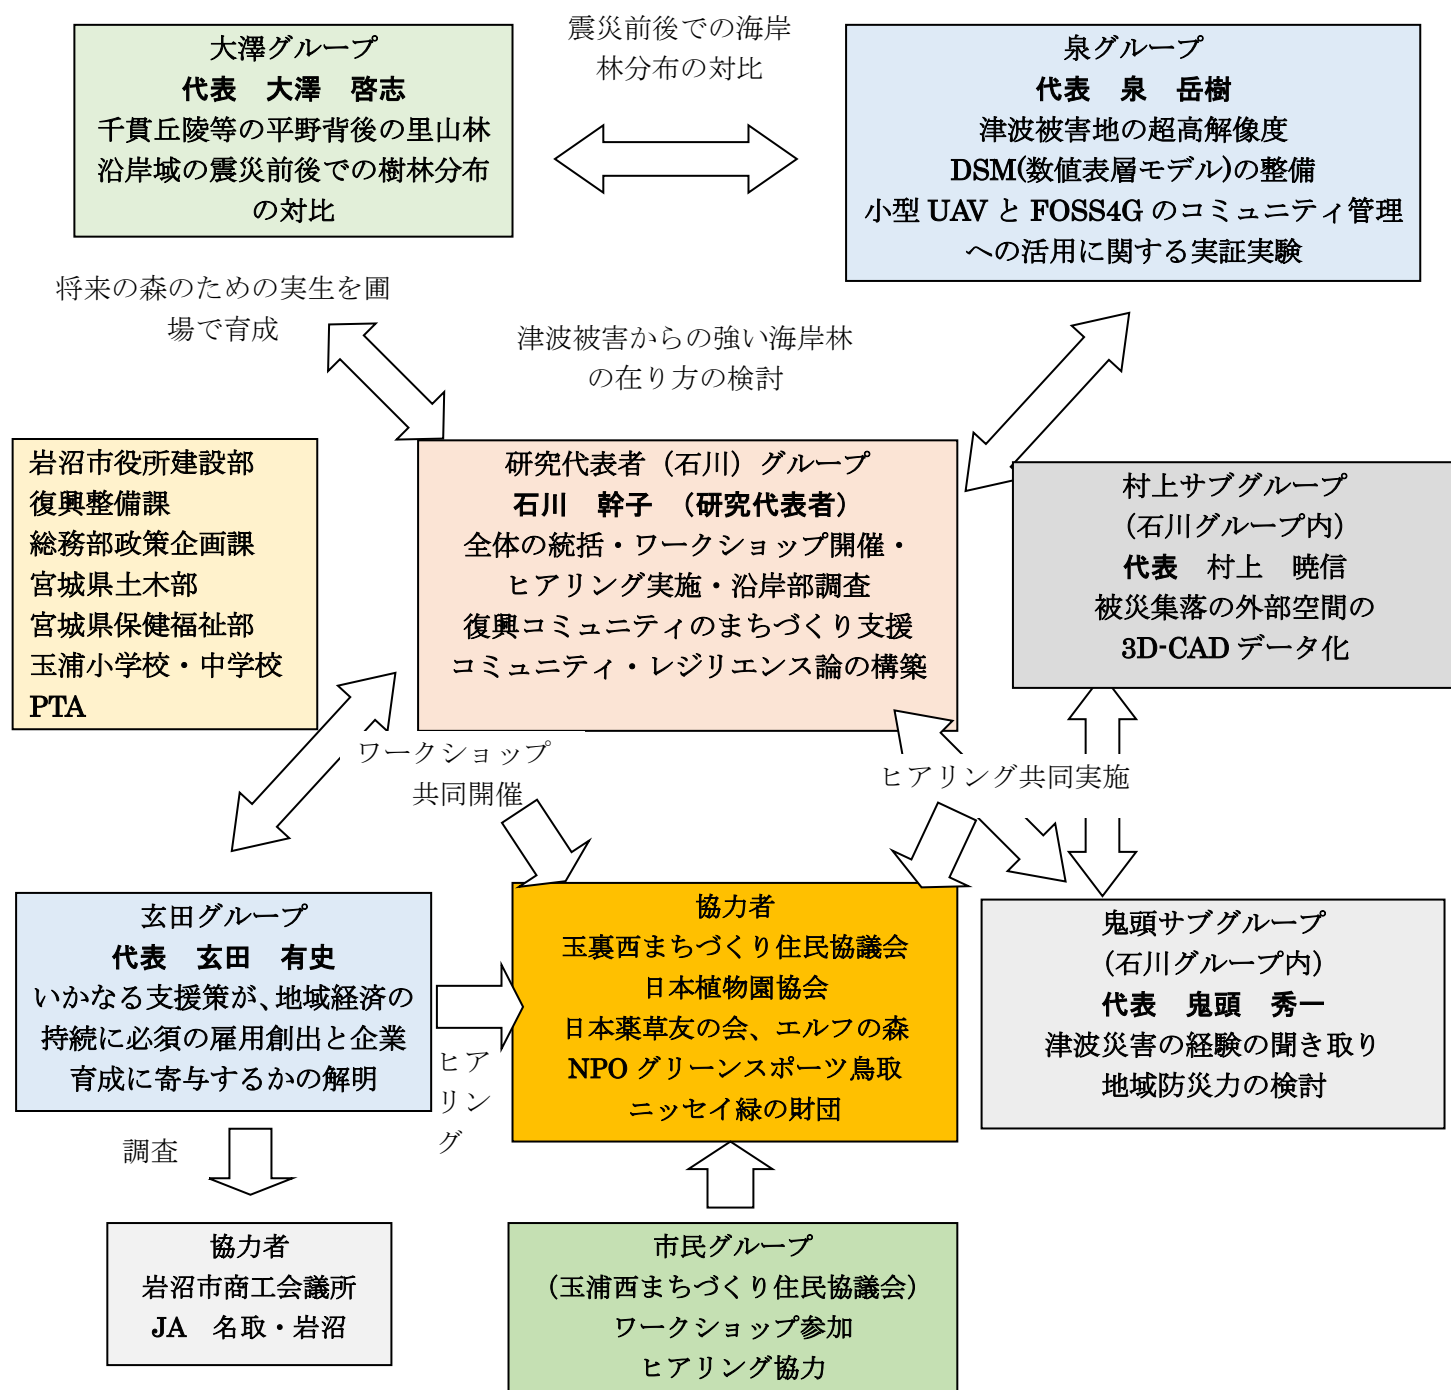 大澤グループ
代表　大澤　啓志
千貫丘陵等の平野背後の里山林
沿岸域の震災前後での樹林分布
の対比
震災前後での海岸
林分布の対比
泉グループ
代表　泉　岳樹
津波被害地の超高解像度
DSM(数値表層モデル)の整備
小型 UAV と FOSS4G のコミュニティ管理
への活用に関する実証実験
将来の森のための実生を圃
場で育成
津波被害からの強い海岸林
の在り方の検討
岩沼市役所建設部
復興整備課
総務部政策企画課
宮城県土木部
宮城県保健福祉部
玉浦小学校・中学校
PTA
研究代表者（石川）グループ
石川　幹子　（研究代表者）
全体の統括・ワークショップ開催・
ヒアリング実施・沿岸部調査
復興コミュニティのまちづくり支援
コミュニティ・レジリエンス論の構築
村上サブグループ
（石川グループ内）
代表　村上　暁信
被災集落の外部空間の
3D-CAD データ化
ワークショップ
共同開催
ヒアリング共同実施
玄田グループ
代表　玄田　有史
いかなる支援策が、地域経済の
持続に必須の雇用創出と企業
育成に寄与するかの解明
ヒア
リン
グ
協力者
玉裏西まちづくり住民協議会
日本植物園協会
日本薬草友の会、エルフの森
NPO グリーンスポーツ鳥取
ニッセイ緑の財団
鬼頭サブグループ
（石川グループ内）
代表　鬼頭　秀一
津波災害の経験の聞き取り
地域防災力の検討
調査
協力者
岩沼市商工会議所
JA　名取・岩沼
市民グループ
（玉浦西まちづくり住民協議会）
ワークショップ参加
ヒアリング協力